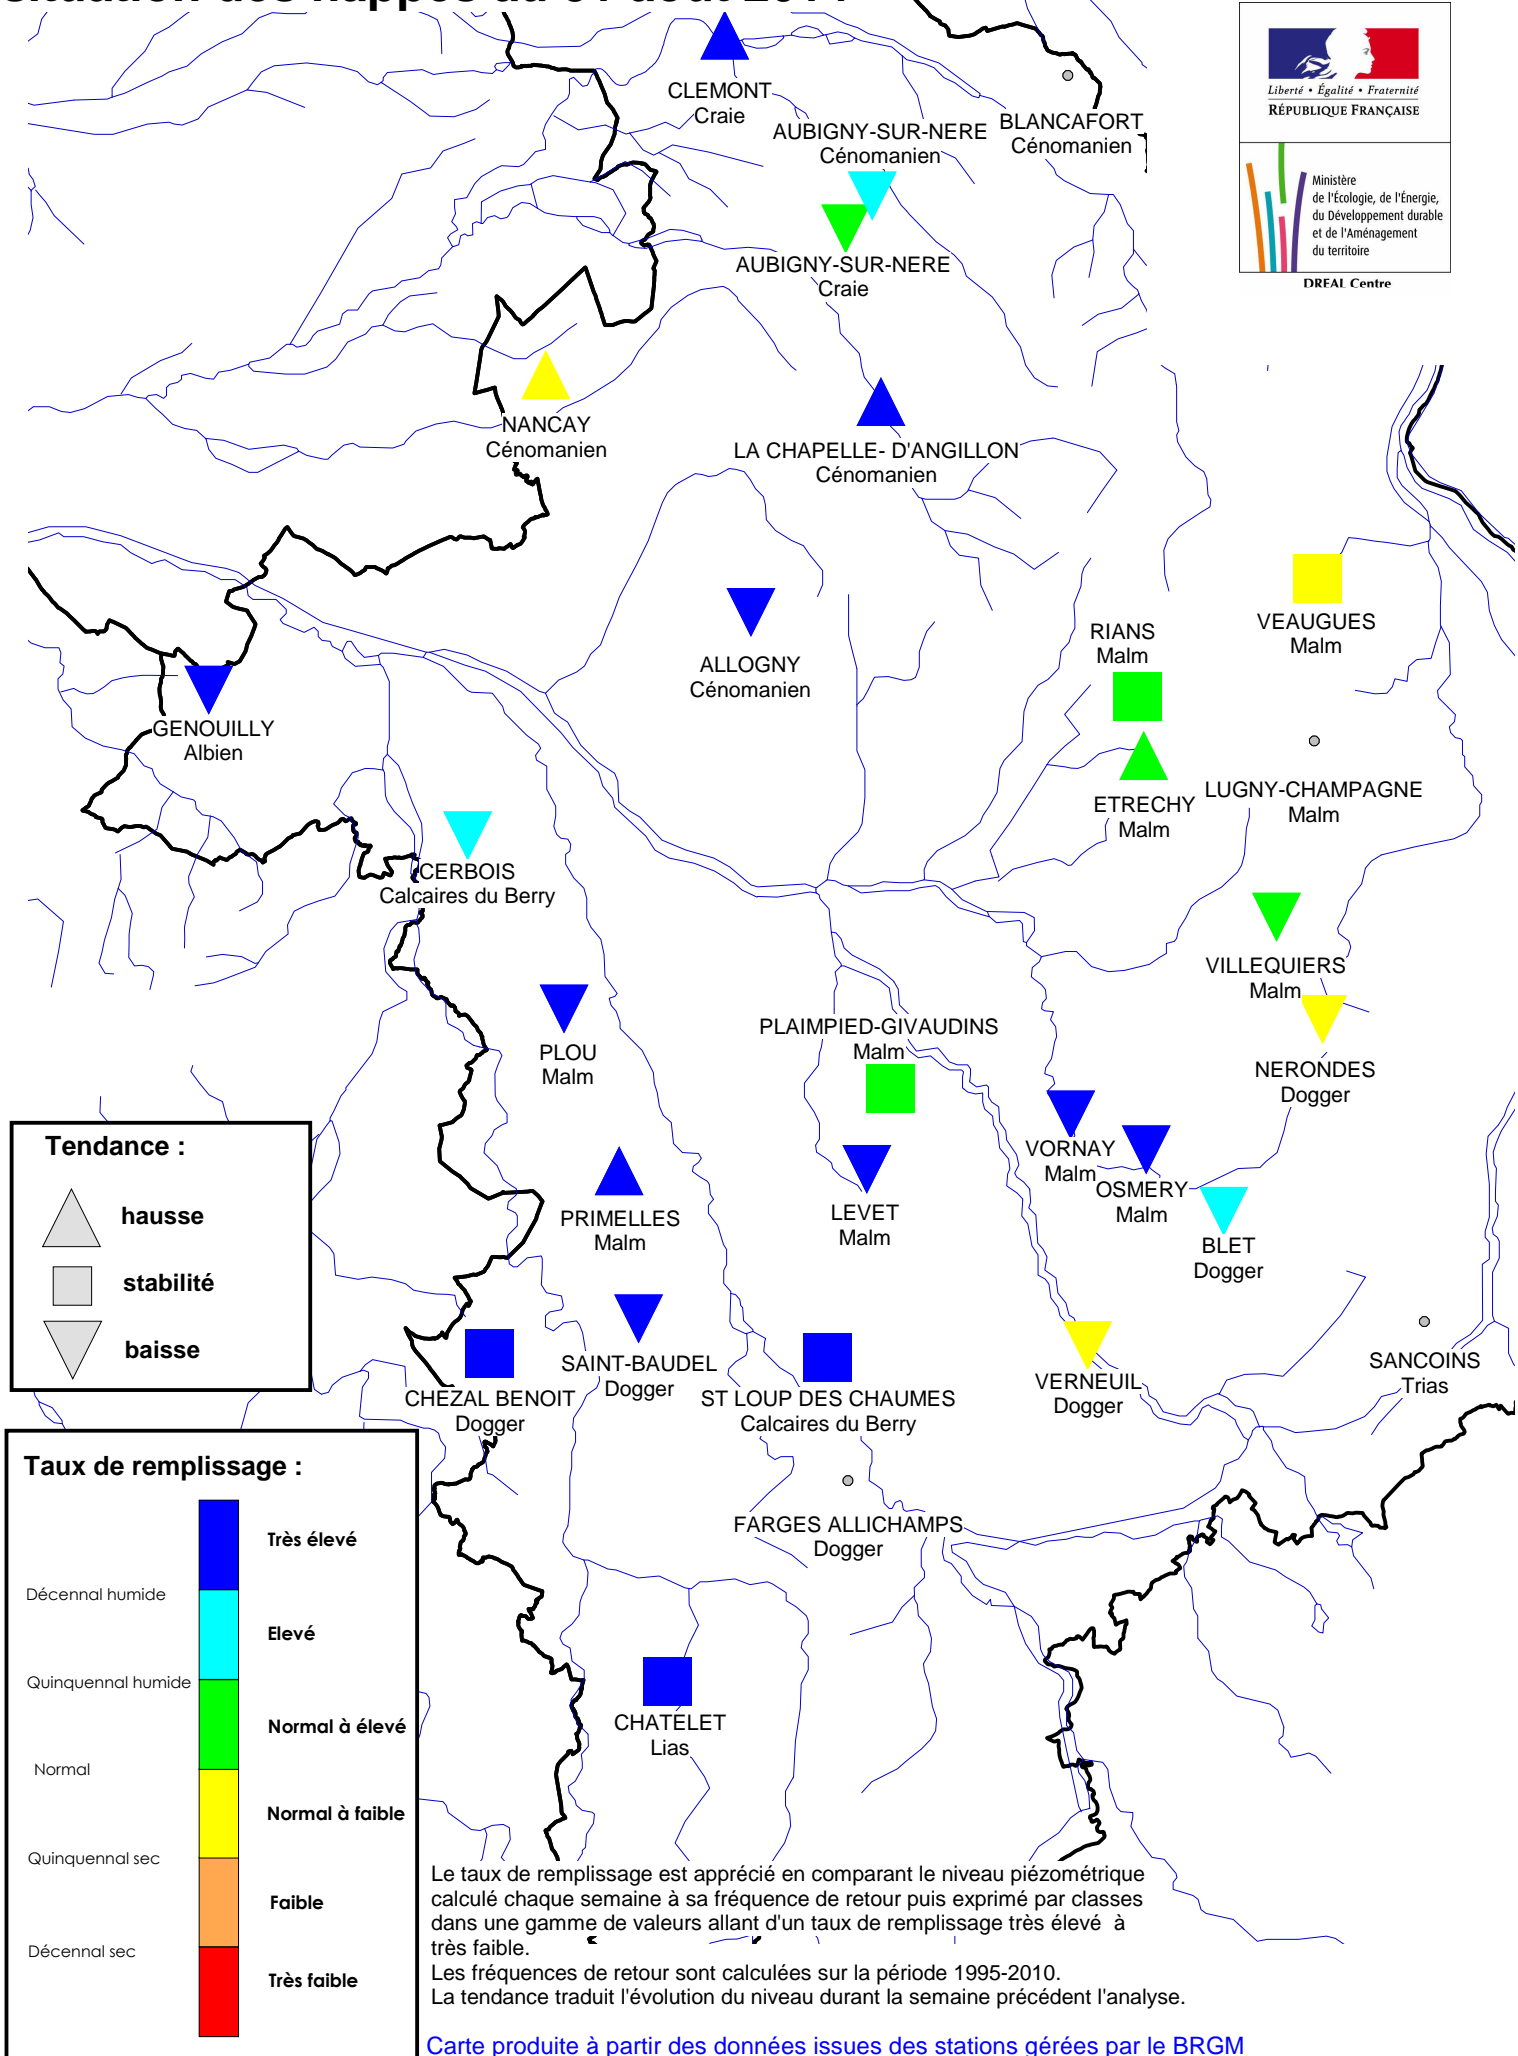 CLEMONT
Craie
AUBIGNY-SUR-NERE
Cénomanien
BLANCAFORT
Cénomanien
Liberté • Égalité • Fraternité
RÉPUBLIQUE FRANÇAISE
Ministère
de l'Écologie, de l'Énergie,
du Développement durable
et de l'Aménagement
du territoire
DREAL Centre
AUBIGNY-SUR-NERE
Craie
NANCAY
Cénomanien
LA CHAPELLE- D'ANGILLON
Cénomanien
VEAUGUES
Malm
RIANS
Malm
ALLOGNY
Cénomanien
GENOUILLY
Albien
ETRECHY
Malm
LUGNY-CHAMPAGNE
Malm
CERBOIS
Calcaires du Berry
VILLEQUIERS
Malm
PLAIMPIED-GIVAUDINS
Malm
PLOU
Malm
NERONDES
Dogger
VORNAY
Malm
OSMERY
Malm
PRIMELLES
Malm
LEVET
Malm
BLET
Dogger
Tendance :
hausse
stabilité
baisse
SAINT-BAUDEL
Dogger
CHEZAL BENOIT
Dogger
ST LOUP DES CHAUMES
Calcaires du Berry
VERNEUIL
Dogger
SANCOINS
Trias
FARGES ALLICHAMPS
Dogger
CHATELET
Lias
Taux de remplissage :
Très élevé
Décennal humide
Elevé
Quinquennal humide
Normal à élevé
Normal
Normal à faible
Quinquennal sec
Faible
Décennal sec
Très faible
Le taux de remplissage est apprécié en comparant le niveau piézométrique
calculé chaque semaine à sa fréquence de retour puis exprimé par classes
dans une gamme de valeurs allant d'un taux de remplissage très élevé à
très faible.
Les fréquences de retour sont calculées sur la période 1995-2010.
La tendance traduit l'évolution du niveau durant la semaine précédent l'analyse.
Carte produite à partir des données issues des stations gérées par le BRGM